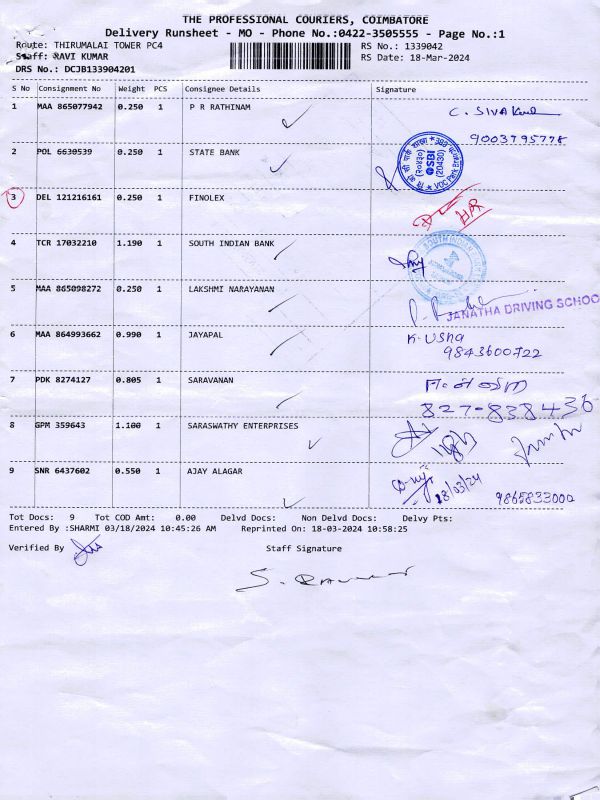 THE PROFESSIONAL COURIERS, COIMBATORE
Delivery Runsheet - MO - Phone No.:0422-3505555 - Page No.:1
Route: THIRUMALAI TOWER PC4 RS No.: 1339042
Staff: RAVI KUMAR RS Date: 18-Mar-2024
DRS No.: DCJB133904201
S No Consignment No Weight PCS Consignee Details Signature
1 MAA 865077942 0.250 1 P R RATHINAM C. SIVA
9003795778
2 POL 6630539 0.250 1 STATE BANK SBI (20430)
3 DEL 121216161 0.250 1 FINOLEX
4 TCR 17032210 1.190 1 SOUTH INDIAN BANK SOUTH INDIAN
5 MAA 865098272 0.250 1 LAKSHMI NARAYANAN
JANATHA DRIVING SCHOO
6 MAA 864993662 0.990 1 JAYAPAL K. Usha
9843600722
7 PDK 8274127 0.805 1 SARAVANAN
827-838436
8 GPM 359643 1.100 1 SARASWATHY ENTERPRISES
9 SNR 6437602 0.550 1 AJAY ALAGAR 18/03/24
9865833000
Tot Docs: 9 Tot COD Amt: 0.00 Delvd Docs: Non Delvd Docs: Delvy Pts:
Entered By :SHARMI 03/18/2024 10:45:26 AM Reprinted On: 18-03-2024 10:58:25
Verified By Staff Signature